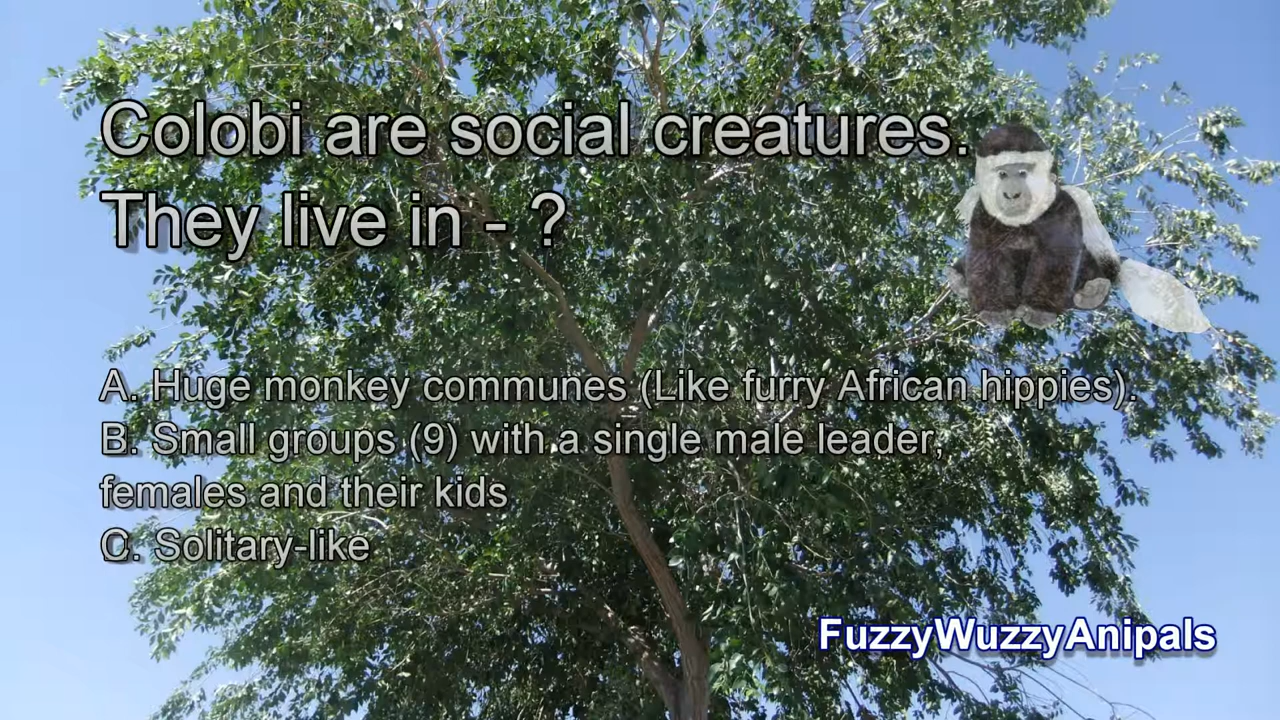 Colobi are social creatures.
They live in - ?
A. Huge monkey communes (Like furry African hippies).
B. Small groups (9) with a single male leader,
females and their kids
C. Solitary-like
FuzzyWuzzyAnipals